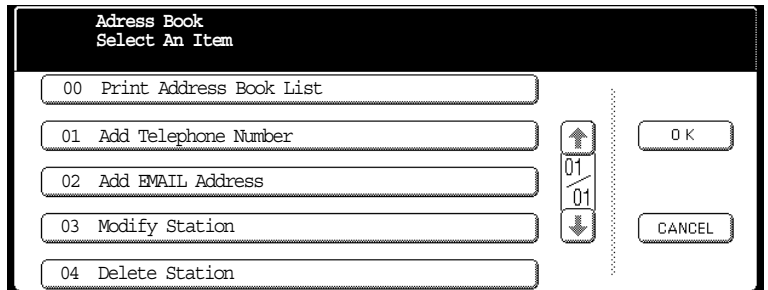 Adress Book
Select An Item
00 Print Address Book List
01 Add Telephone Number
02 Add EMAIL Address
03 Modify Station
04 Delete Station
01/01
OK
CANCEL